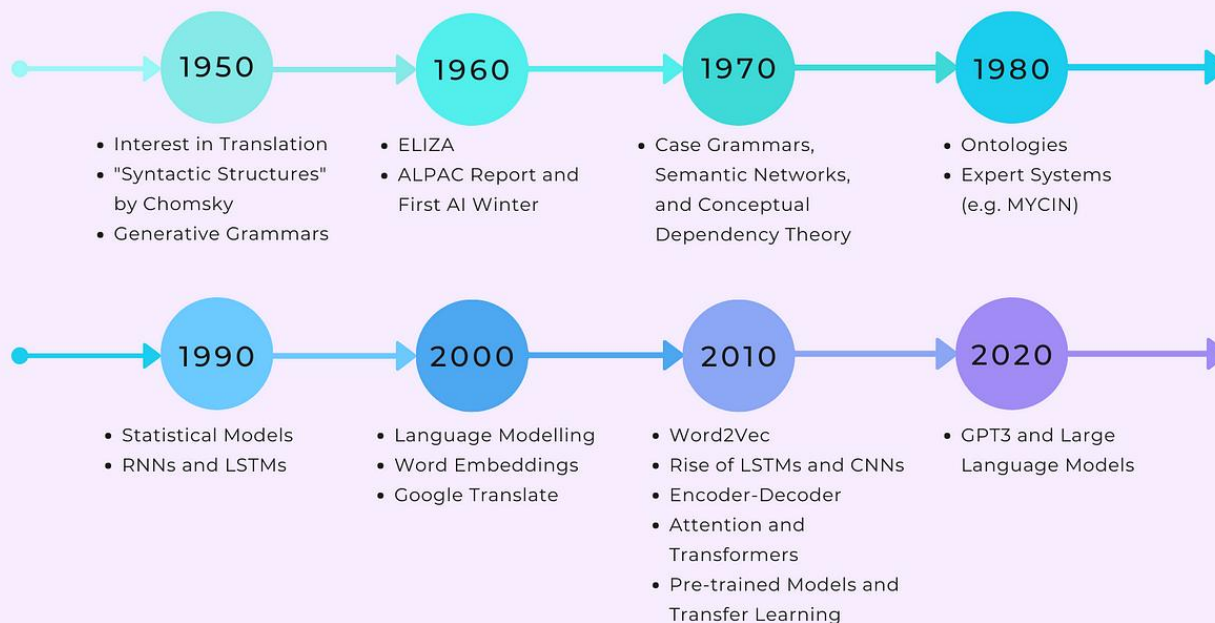 1950
1960
1970
1980
• Interest in Translation
• "Syntactic Structures"
by Chomsky
• Generative Grammars
• ELIZA
• ALPAC Report and
First AI Winter
• Case Grammars,
Semantic Networks,
and Conceptual
Dependency Theory
• Ontologies
• Expert Systems
(e.g. MYCIN)
1990
2000
2010
2020
• Statistical Models
• RNNs and LSTMs
• Language Modelling
• Word Embeddings
• Google Translate
• Word2Vec
• Rise of LSTMs and CNNs
• Encoder-Decoder
• Attention and
Transformers
• Pre-trained Models and
Transfer Learning
• GPT3 and Large
Language Models